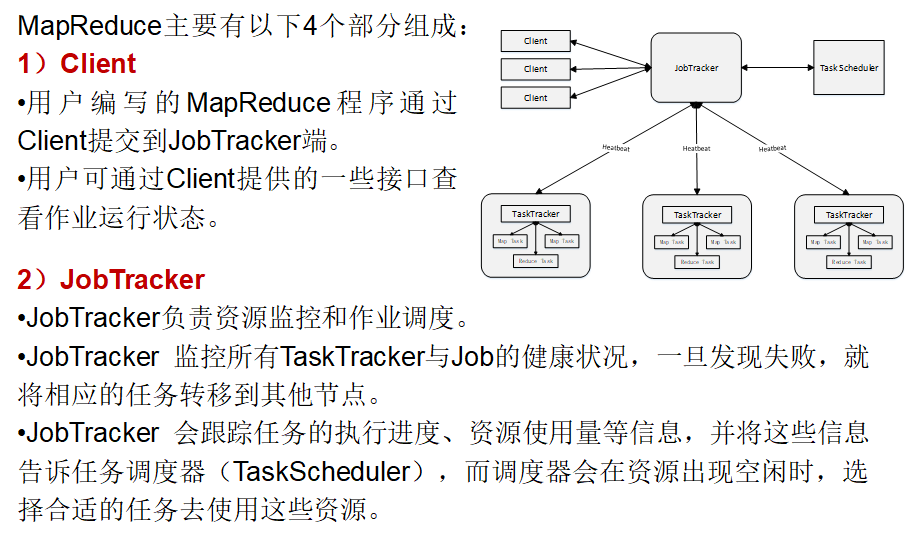 MapReduce主要有以下4个部分组成：
1）Client
•用户编写的MapReduce程序通过
Client提交到JobTracker端。
•用户可通过Client提供的一些接口查
看作业运行状态。
Client
Client
Client
JobTracker
Task Scheduler
Heatbeat
Heatbeat
Heatbeat
TaskTracker
Map Task
Map Task
Reduce Task
TaskTracker
Map Task
Map Task
Reduce Task
TaskTracker
Map Task
Map Task
Reduce Task
2）JobTracker
•JobTracker负责资源监控和作业调度。
•JobTracker 监控所有TaskTracker与Job的健康状况，一旦发现失败，就
将相应的任务转移到其他节点。
•JobTracker 会跟踪任务的执行进度、资源使用量等信息，并将这些信息
告诉任务调度器（TaskScheduler），而调度器会在资源出现空闲时，选
择合适的任务去使用这些资源。